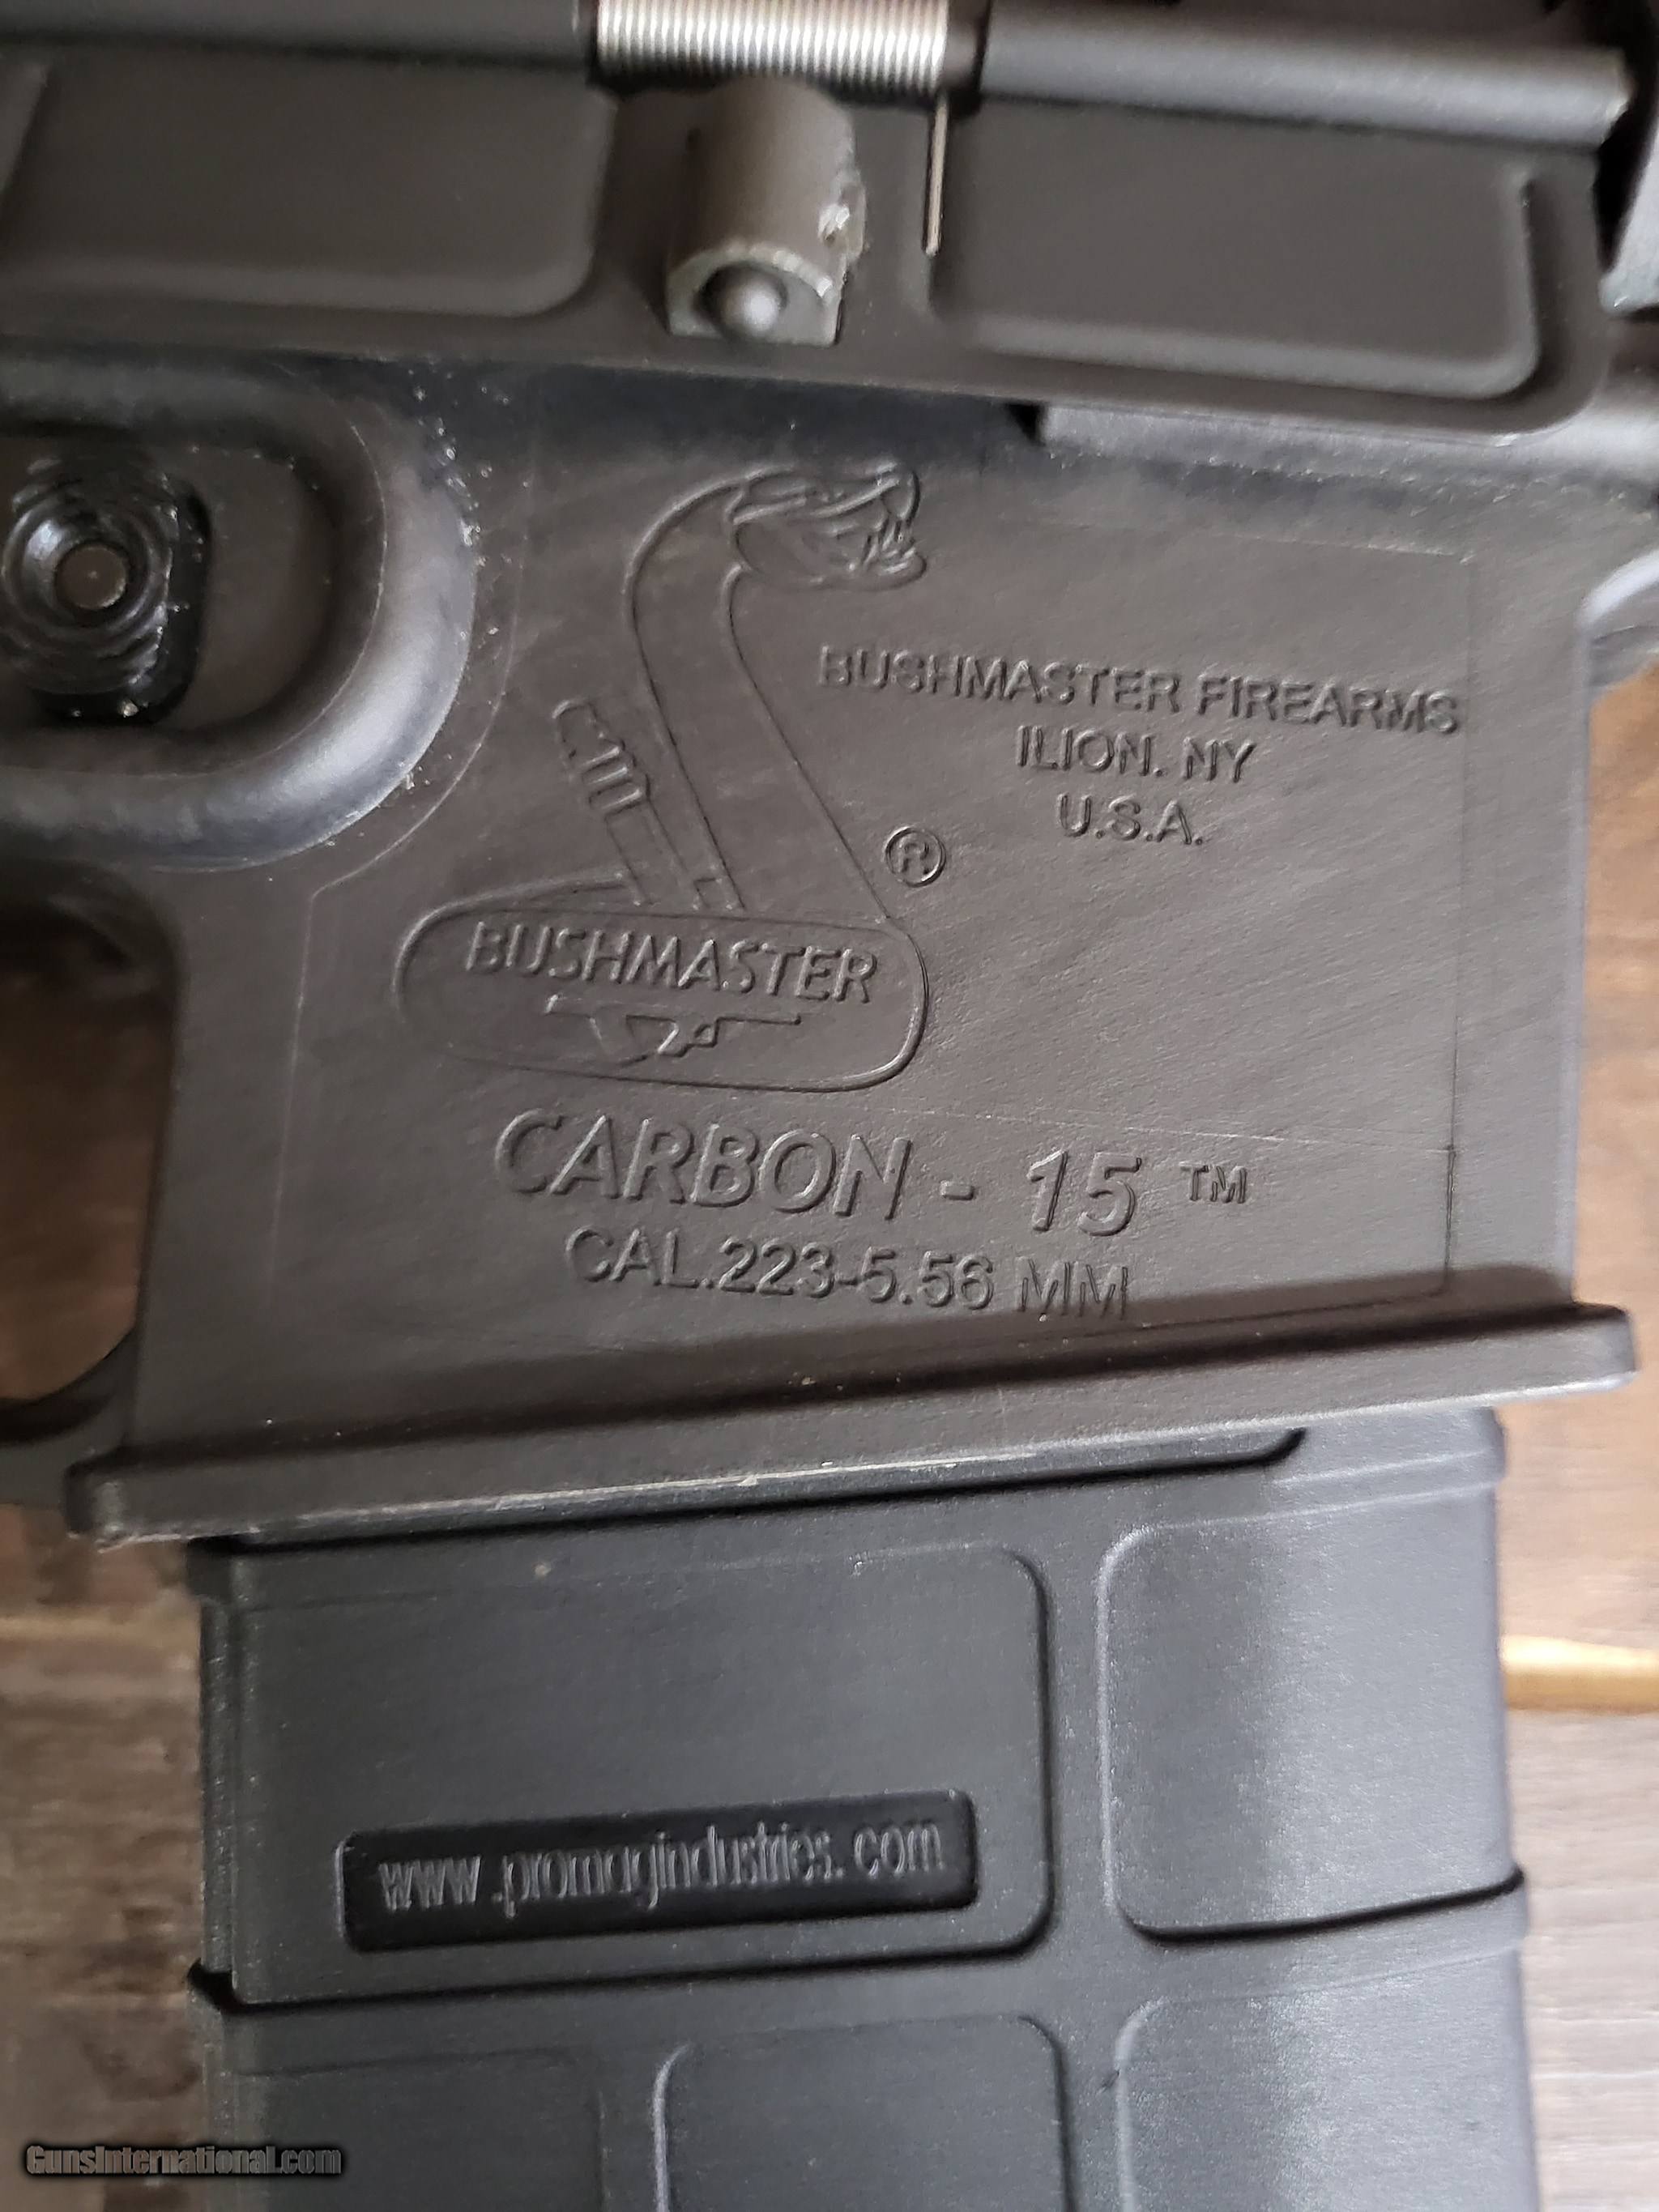 BUSHMASTER FIREARMS
ILION, NY
U.S.A.
®
BUSHMASTER
CARBON - 15 ™
CAL.223-5.56 MM
www.promagindustries.com
GunsInternational.com